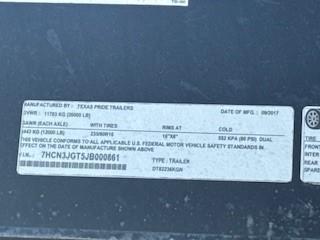 MANUFACTURED BY: TEXAS PRIDE TRAILERS DATE OF MFG.: 09/2017
GVWR: 11793 KG (26000 LB)
GAWR (EACH AXLE) WITH TIRES RIMS AT COLD
5443 KG (12000 LB) 235/80R16 16"X6" 552 KPA (80 PSI) DUAL
THIS VEHICLE CONFORMS TO ALL APPLICABLE U.S. FEDERAL MOTOR VEHICLE SAFETY STANDARDS IN
EFFECT ON THE DATE OF MANUFACTURE SHOWN ABOVE
V.I.N.: 7HCN3JGT5JB000661 TYPE: TRAILER
DT82236KGN
TIRE